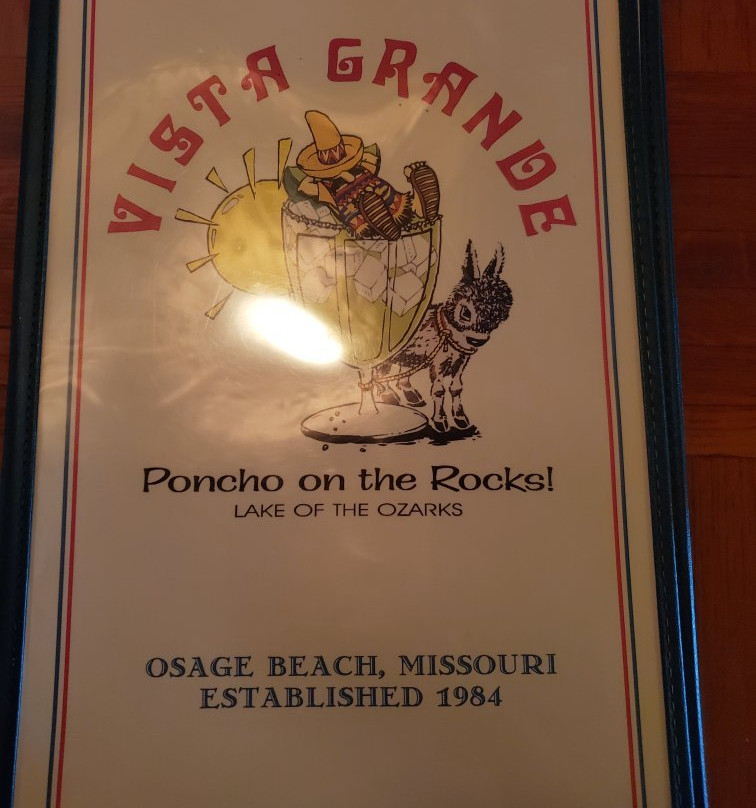 VISTA GRANDE
Poncho on the Rocks!
LAKE OF THE OZARKS
OSAGE BEACH, MISSOURI
ESTABLISHED 1984